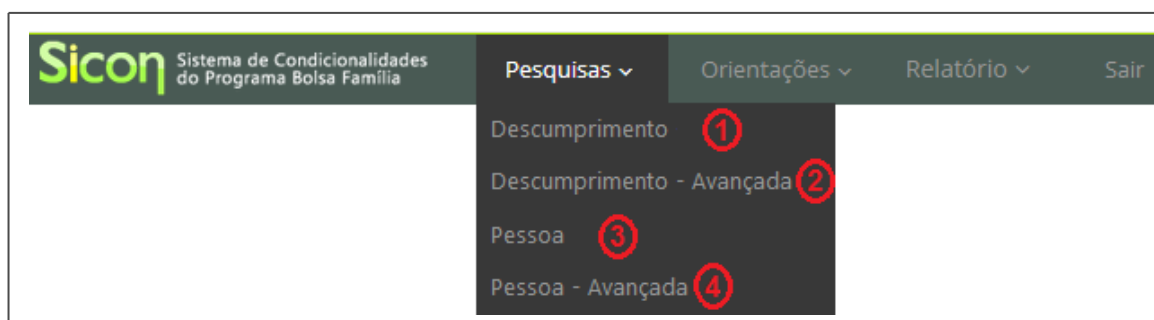 Sicon Sistema de Condicionalidades
do Programa Bolsa Família
Pesquisas Orientações Relatório Sair
Descumprimento 1
Descumprimento - Avançada 2
Pessoa 3
Pessoa - Avançada 4